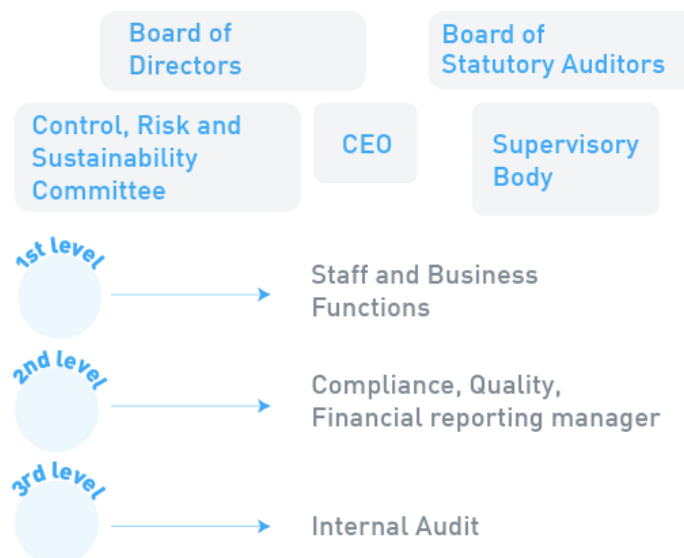 Board of
Directors
Board of
Statutory Auditors
Control, Risk and
Sustainability
Committee
CEO
Supervisory
Body
1st level
Staff and Business
Functions
2nd level
Compliance, Quality,
Financial reporting manager
3rd level
Internal Audit